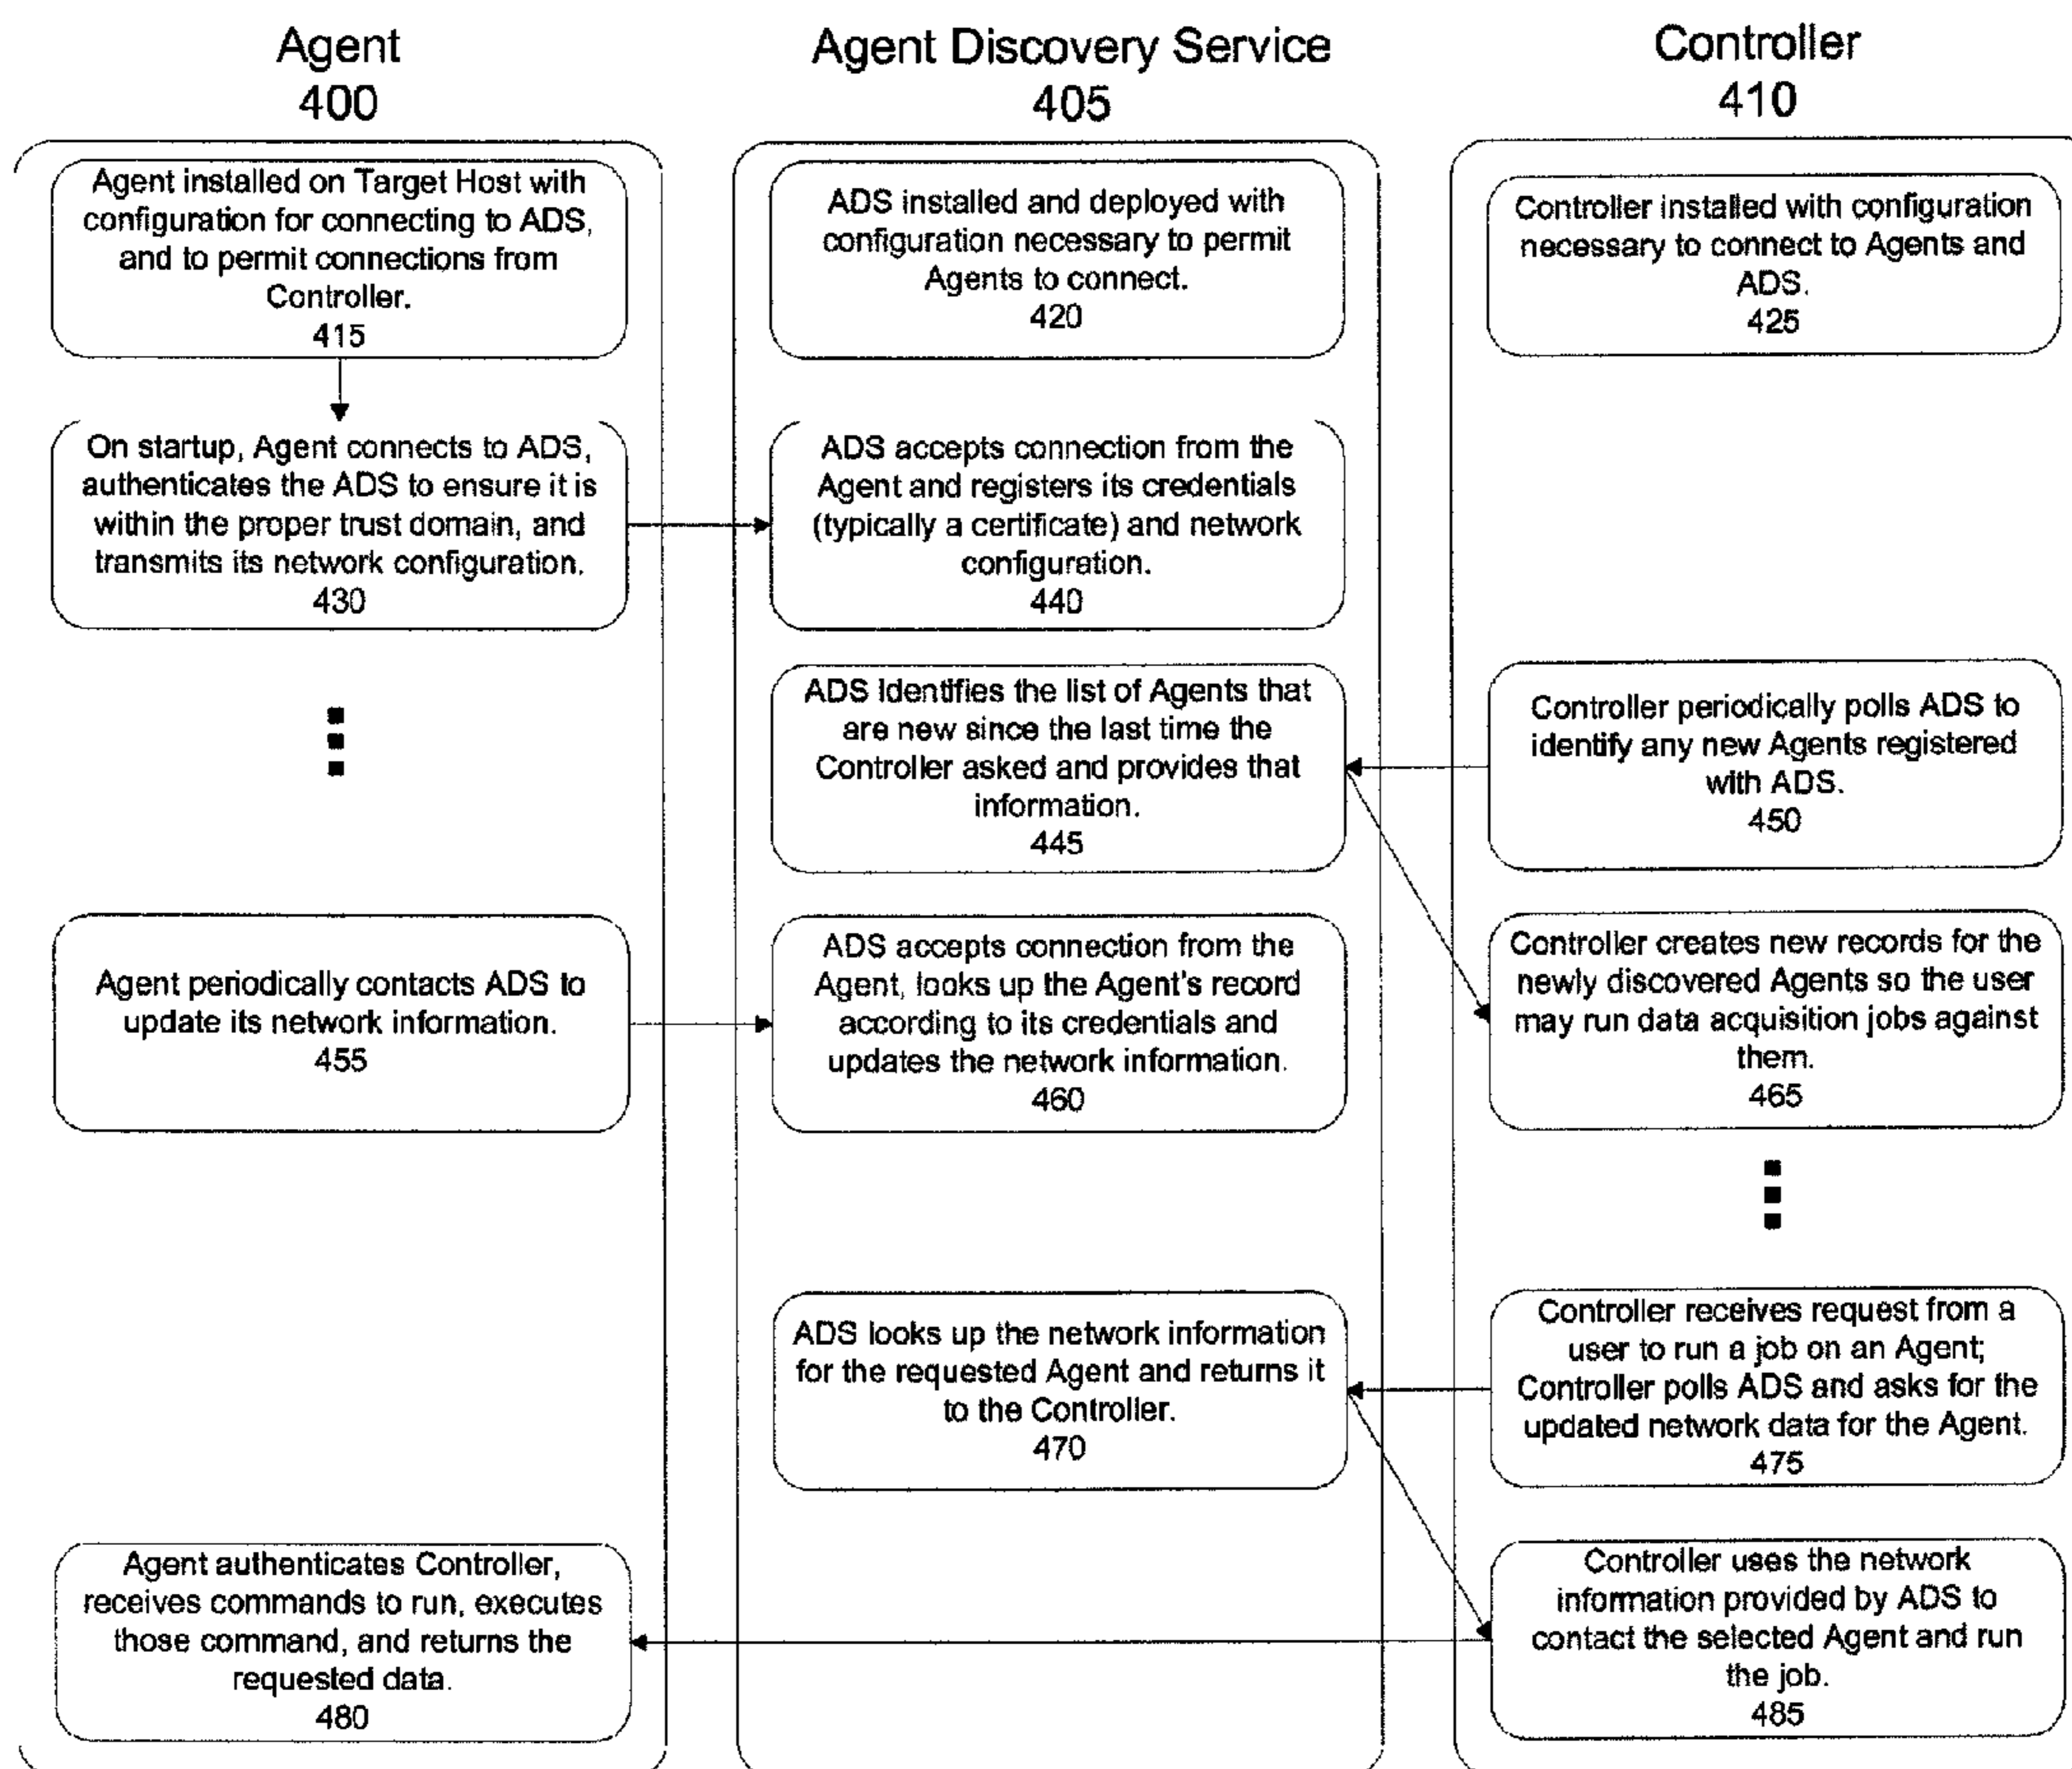 Agent
400
Agent Discovery Service
405
Controller
410
Agent installed on Target Host with
configuration for connecting to ADS,
and to permit connections from
Controller.
415
ADS installed and deployed with
configuration necessary to permit
Agents to connect.
420
Controller installed with configuration
necessary to connect to Agents and
ADS.
425
On startup, Agent connects to ADS,
authenticates the ADS to ensure it is
within the proper trust domain, and
transmits its network configuration.
430
ADS accepts connection from the
Agent and registers its credentials
(typically a certificate) and network
configuration.
440
ADS Identifies the list of Agents that
are new since the last time the
Controller asked and provides that
information.
445
Controller periodically polls ADS to
identify any new Agents registered
with ADS.
450
Agent periodically contacts ADS to
update its network information.
455
ADS accepts connection from the
Agent, looks up the Agent's record
according to its credentials and
updates the network information.
460
Controller creates new records for the
newly discovered Agents so the user
may run data acquisition jobs against
them.
465
ADS looks up the network information
for the requested Agent and returns it
to the Controller.
470
Controller receives request from a
user to run a job on an Agent;
Controller polls ADS and asks for the
updated network data for the Agent.
475
Agent authenticates Controller,
receives commands to run, executes
those command, and returns the
requested data.
480
Controller uses the network
information provided by ADS to
contact the selected Agent and run
the job.
485